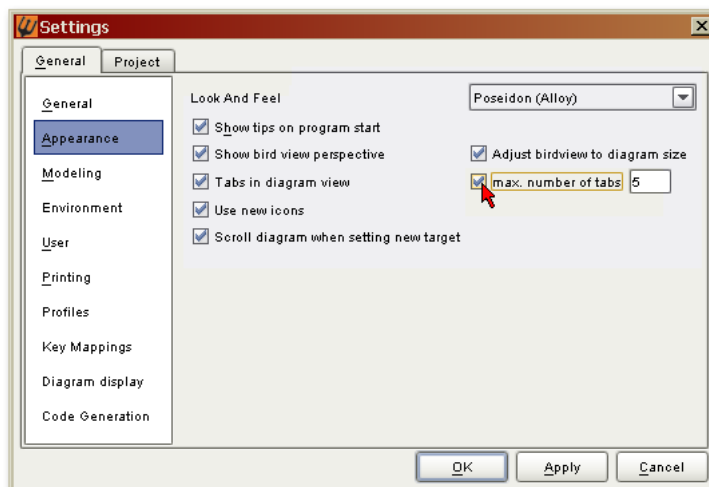 Settings
General Project
General
Appearance
Modeling
Environment
User
Printing
Profiles
Key Mappings
Diagram display
Code Generation
Look And Feel Poseidon (Alloy)
Show tips on program start
Show bird view perspective Adjust birdview to diagram size
Tabs in diagram view max. number of tabs 5
Use new icons
Scroll diagram when setting new target
OK Apply Cancel